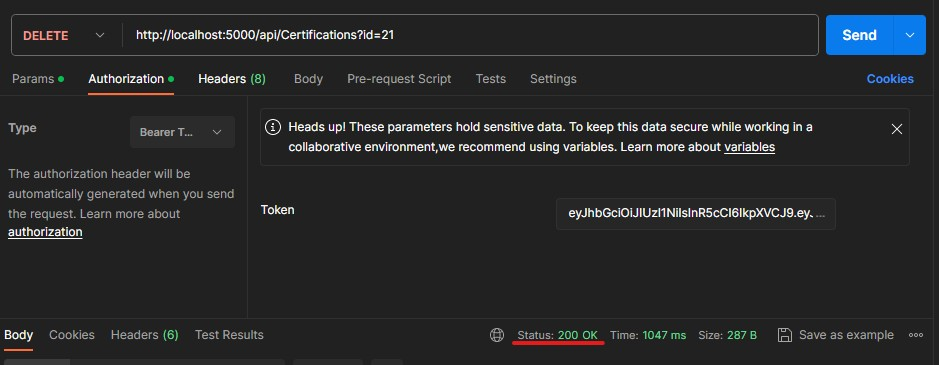 DELETE http://localhost:5000/api/Certifications?id=21 Send
Params Authorization Headers (8) Body Pre-request Script Tests Settings Cookies
Type Bearer T...
The authorization header will be
automatically generated when you send
the request. Learn more about
authorization
Heads up! These parameters hold sensitive data. To keep this data secure while working in a
collaborative environment,we recommend using variables. Learn more about variables
Token eyJhbGciOiJIUzI1NiIsInR5cCI6IkpXVCJ9.ey. ...
Body Cookies Headers (6) Test Results Status: 200 OK Time: 1047 ms Size: 287 B Save as example